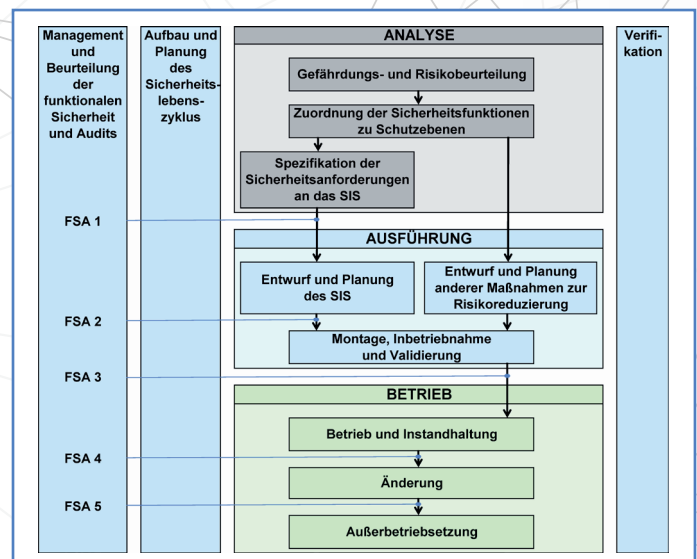 Management
und
Beurteilung
der
funktionalen
Sicherheit
und Audits
FSA 1
FSA 2
FSA 3
FSA 4
FSA 5
Aufbau und
Planung
des
Sicherheits-
lebens-
zyklus
ANALYSE
Gefährdungs- und Risikobeurteilung
Zuordnung der Sicherheitsfunktionen
zu Schutzebenen
Spezifikation der
Sicherheitsanforderungen
an das SIS
AUSFÜHRUNG
Entwurf und Planung
des SIS
Entwurf und Planung
anderer Maßnahmen zur
Risikoreduzierung
Montage, Inbetriebnahme
und Validierung
BETRIEB
Betrieb und Instandhaltung
Änderung
Außerbetriebsetzung
Verifi-
kation